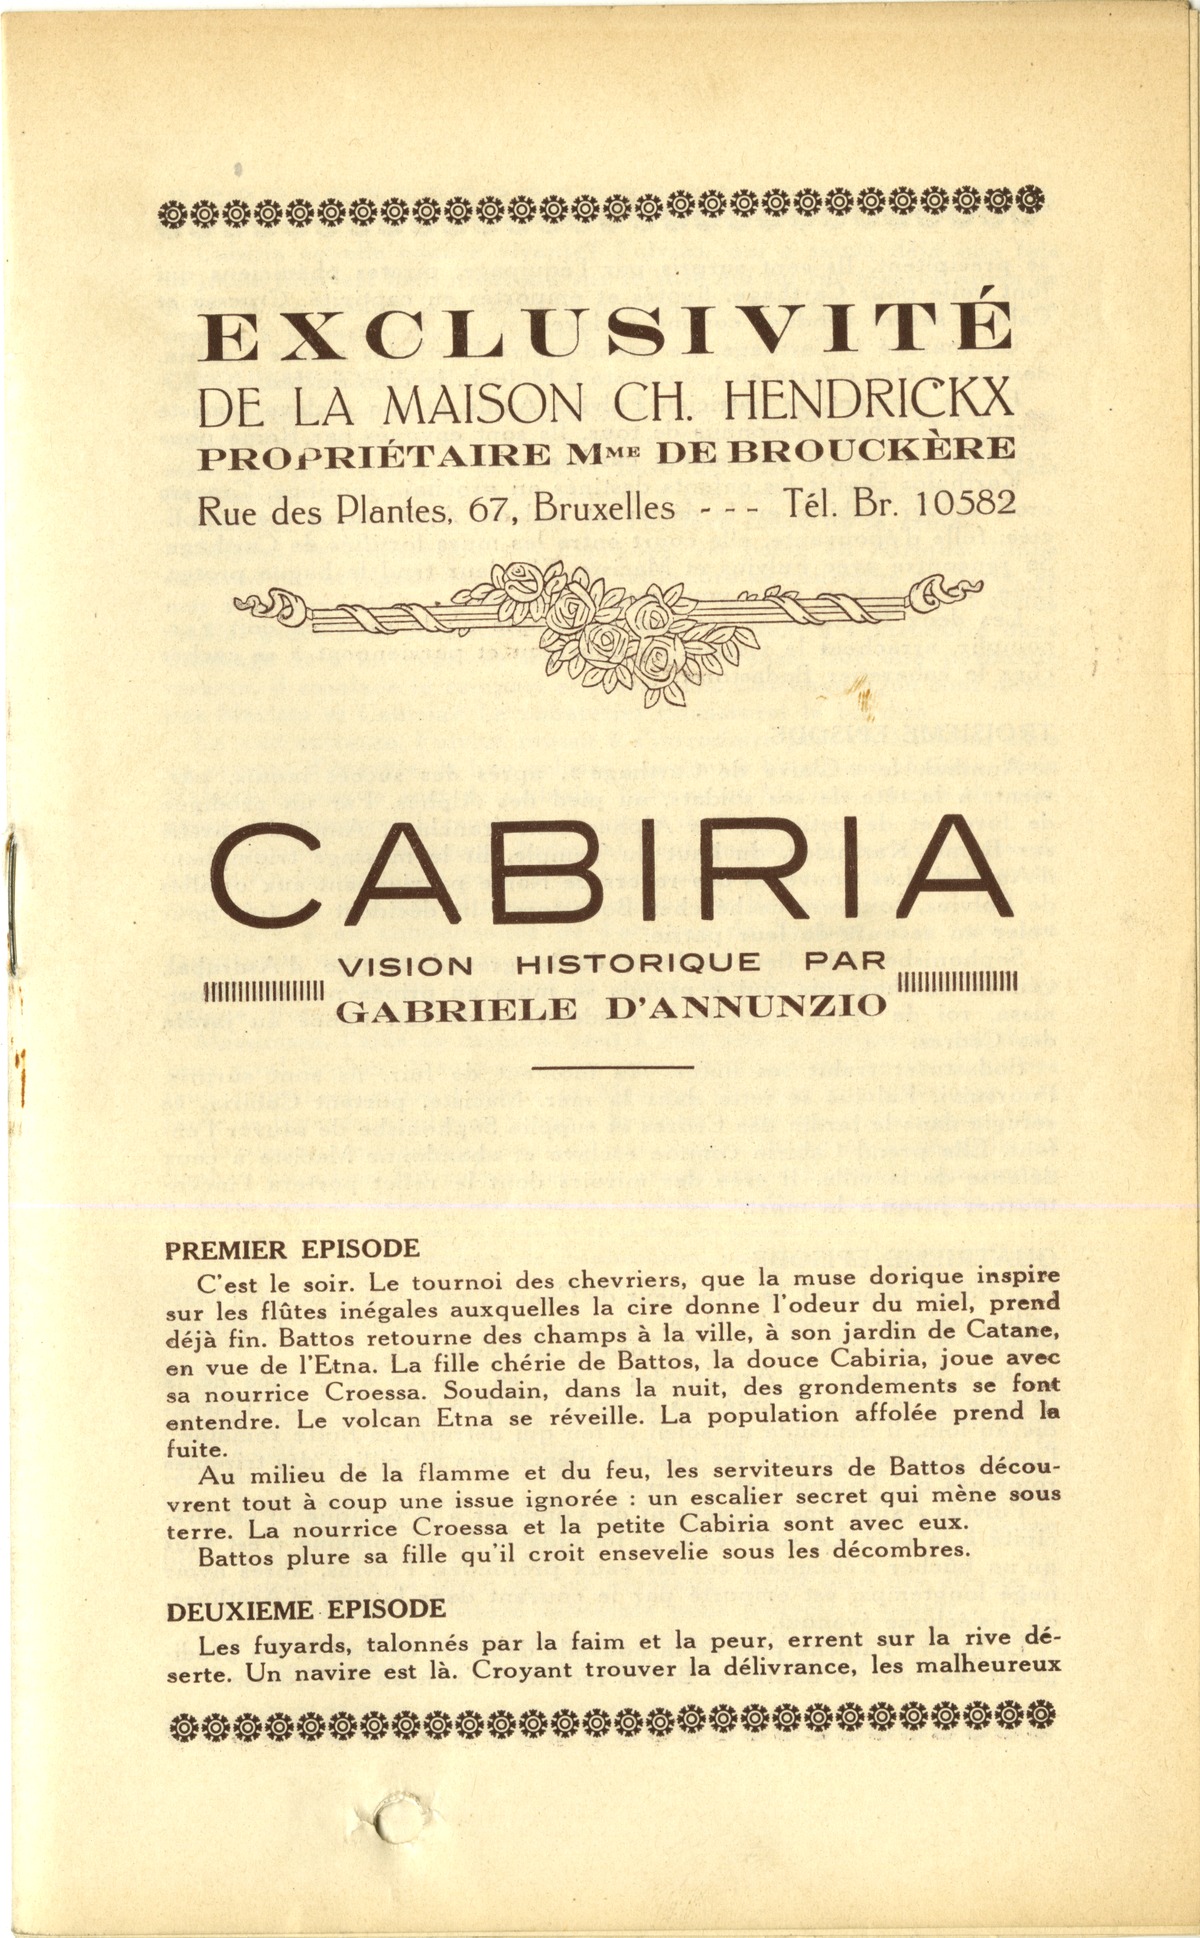 EXCLUSIVITÉ
DE LA MAISON CH. HENDRICKX
PROPRIÉTAIRE MME DE BROUCKÈRE
Rue des Plantes, 67, Bruxelles - - - Tél. Br. 10582
CABIRIA
VISION HISTORIQUE PAR
GABRIELE D'ANNUNZIO
PREMIER EPISODE
C'est le soir. Le tournoi des chevriers, que la muse dorique inspire
sur les flûtes inégales auxquelles la cire donne l'odeur du miel, prend
déjà fin. Battos retourne des champs à la ville, à son jardin de Catane,
en vue de l'Etna. La fille chérie de Battos, la douce Cabiria, joue avec
sa nourrice Croessa. Soudain, dans la nuit, des grondements se font
entendre. Le volcan Etna se réveille. La population affolée prend la
fuite.
Au milieu de la flamme et du feu, les serviteurs de Battos décou-
vrent tout à coup une issue ignorée : un escalier secret qui mène sous
terre. La nourrice Croessa et la petite Cabiria sont avec eux.
Battos plure sa fille qu'il croit ensevelie sous les décombres.
DEUXIEME EPISODE
Les fuyards, talonnés par la faim et la peur, errent sur la rive dé-
serte. Un navire est là. Croyant trouver la délivrance, les malheureux